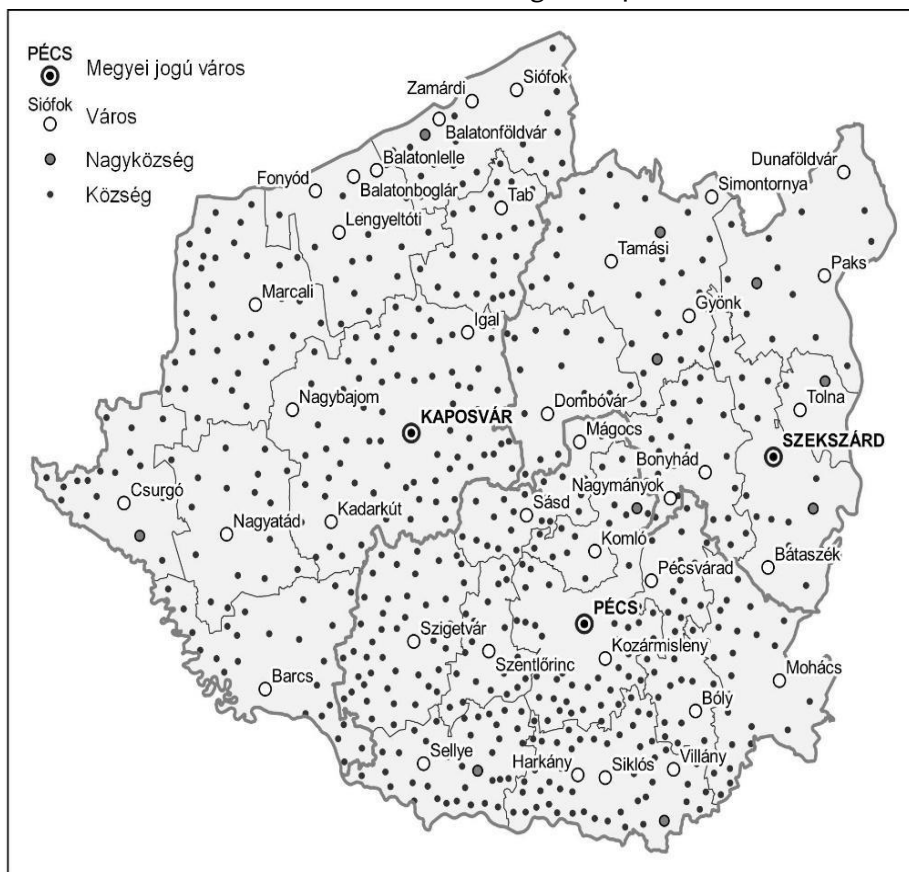 PÉCS
Megyei jogú város
Siófok
Város
Nagyközség
Község
Siófok
Zamárdi
Balatonföldvár
Dunaföldvár
Balatonlelle
Simontornya
Fonyód
Balatonboglár
Tab
Lengyeltóti
Tamási
Paks
Marcali
Gyönk
Igal
Nagybajom
Dombóvár
Tolna
KAPOSVÁR
Mágocs
SZEKSZÁRD
Bonyhád
Csurgó
Nagymányok
Sásd
Nagyatád
Kadarkút
Komló
Bátaszék
Pécsvárad
PÉCS
Szigetvár
Kozármisleny
Szentlőrinc
Mohács
Barcs
Bóly
Sellye
Harkány
Siklós
Villány